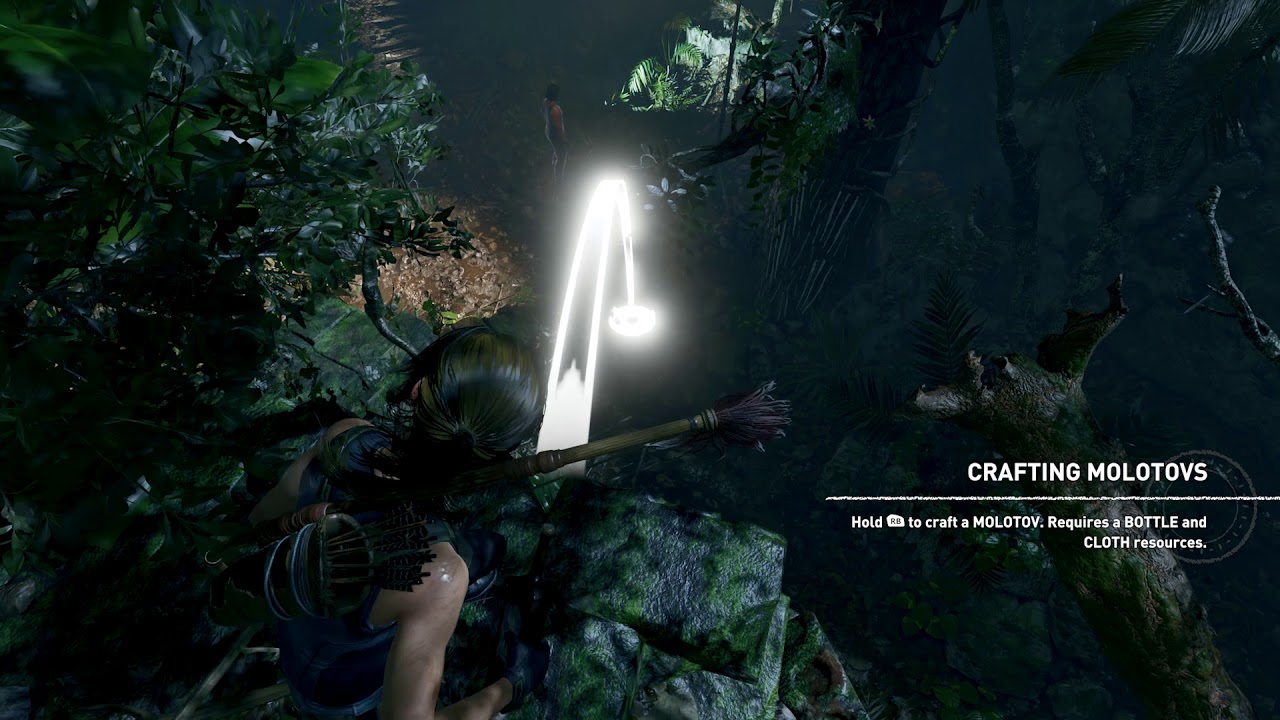 CRAFTING MOLOTOVS
Hold RB to craft a MOLOTOV. Requires a BOTTLE and
CLOTH resources.